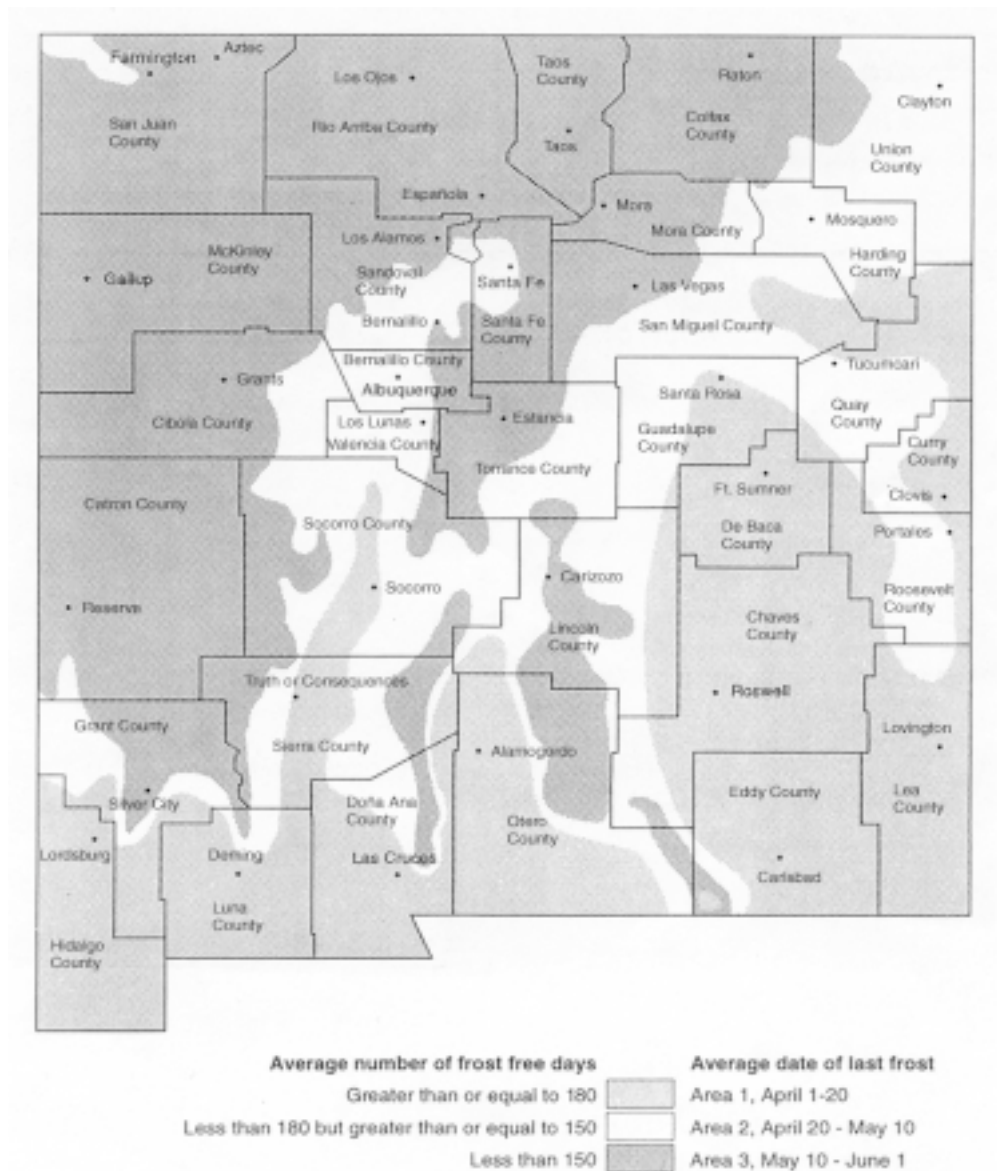 Farmington
Aztec
Los Ojos
Taos
County
Raton
Clayton
San Juan
County
Rio Arriba County
Colfax
County
Taos
Union
County
Española
Mora
Mosquero
Los Alamos
Mora County
McKinley
County
Harding
County
Gallup
Sandoval
County
Santa Fe
Las Vegas
Bernalillo
Santa Fe
County
San Miguel County
Bernalillo County
Tucumcari
Grants
Albuquerque
Santa Rosa
Cibola County
Los Lunas
Estancia
Quay
County
Valencia County
Guadalupe
County
Curry
County
Torrance County
Catron County
Ft. Sumner
Clovis
Socorro County
De Baca
County
Portales
Socorro
Carizozo
Reserve
Roosevelt
County
Lincoln
County
Chaves
County
Truth or Consequences
Roswell
Grant County
Sierra County
Alamogordo
Lovington
Silver City
Doña Ana
County
Eddy County
Lea
County
Otero
County
Lordsburg
Deming
Las Cruces
Carlsbad
Luna
County
Hidalgo
County
Average number of frost free days
Average date of last frost
Greater than or equal to 180
Area 1, April 1-20
Less than 180 but greater than or equal to 150
Area 2, April 20 - May 10
Less than 150
Area 3, May 10 - June 1